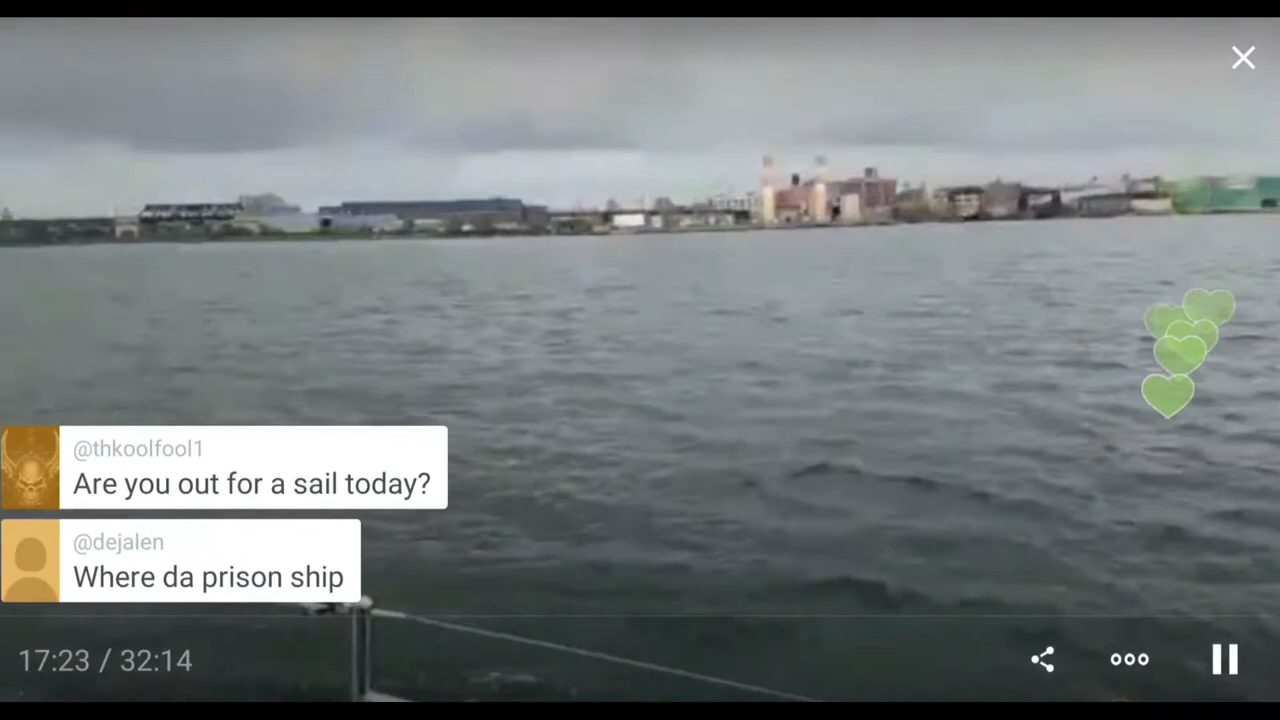 @thkoolfool1
Are you out for a sail today?
@dejalen
Where da prison ship
17:23 / 32:14